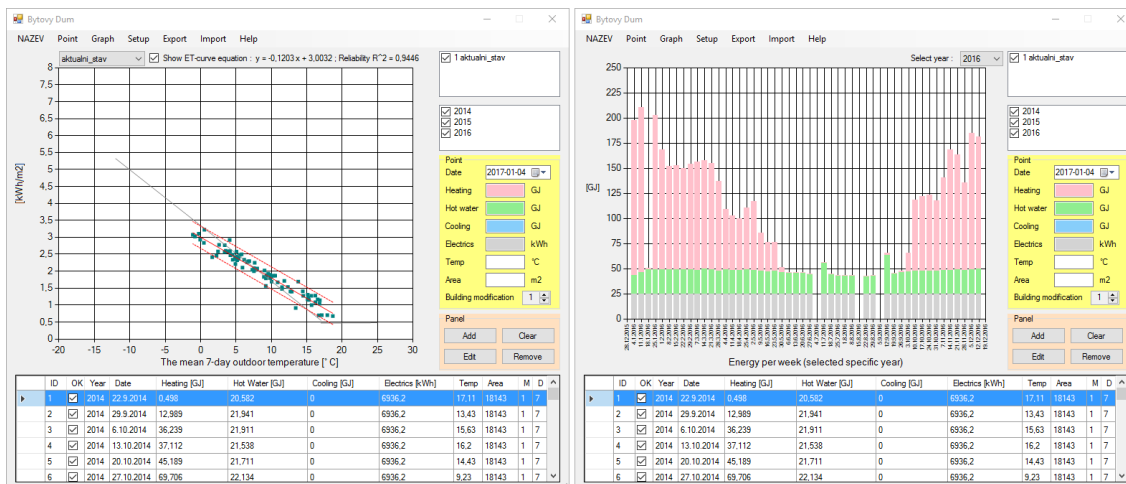 Bytovy Dum
NAZEV Point Graph Setup Export Import Help
aktualni_stav Show ET-curve equation : y = -0,1203 x + 3,0032 ; Reliability R^2 = 0,9446
1 aktualni_stav
2014
2015
2016
8
7,5
7
6,5
6
5,5
5
4,5
4
3,5
3
2,5
2
1,5
1
0,5
0
[kWh/m2]
-20 -15 -10 -5 0 5 10 15 20 25 30
The mean 7-day outdoor temperature [° C]
Point
Date 2017-01-04
Heating GJ
Hot water GJ
Cooling GJ
Electrics kWh
Temp °C
Area m2
Building modification 1
Panel
Add Clear
Edit Remove
ID OK Year Date Heating [GJ] Hot Water [GJ] Cooling [GJ] Electrics [kWh] Temp Area M D
1 2014 22.9.2014 0,498 20,582 0 6936,2 17,11 18143 1 7
2 2014 29.9.2014 12,989 21,941 0 6936,2 13,43 18143 1 7
3 2014 6.10.2014 36,239 21,911 0 6936,2 15,63 18143 1 7
4 2014 13.10.2014 37,112 21,538 0 6936,2 16.2 18143 1 7
5 2014 20.10.2014 45,189 21,711 0 6936,2 14,43 18143 1 7
6 2014 27.10.2014 69,706 22,134 0 6936,2 9,23 18143 1 7
Bytovy Dum
NAZEV Point Graph Setup Export Import Help
Select year : 2016
1 aktualni_stav
2014
2015
2016
250
225
200
175
150
125
100
75
50
25
0
[GJ]
Energy per week (selected specific year)
Point
Date 2017-01-04
Heating GJ
Hot water GJ
Cooling GJ
Electrics kWh
Temp °C
Area m2
Building modification 1
Panel
Add Clear
Edit Remove
ID OK Year Date Heating [GJ] Hot Water [GJ] Cooling [GJ] Electrics [kWh] Temp Area M D
1 2014 22.9.2014 0,498 20,582 0 6936,2 17,11 18143 1 7
2 2014 29.9.2014 12,989 21,941 0 6936,2 13,43 18143 1 7
3 2014 6.10.2014 36,239 21,911 0 6936,2 15,63 18143 1 7
4 2014 13.10.2014 37,112 21,538 0 6936,2 16.2 18143 1 7
5 2014 20.10.2014 45,189 21,711 0 6936,2 14,43 18143 1 7
6 2014 27.10.2014 69,706 22,134 0 6936,2 9,23 18143 1 7